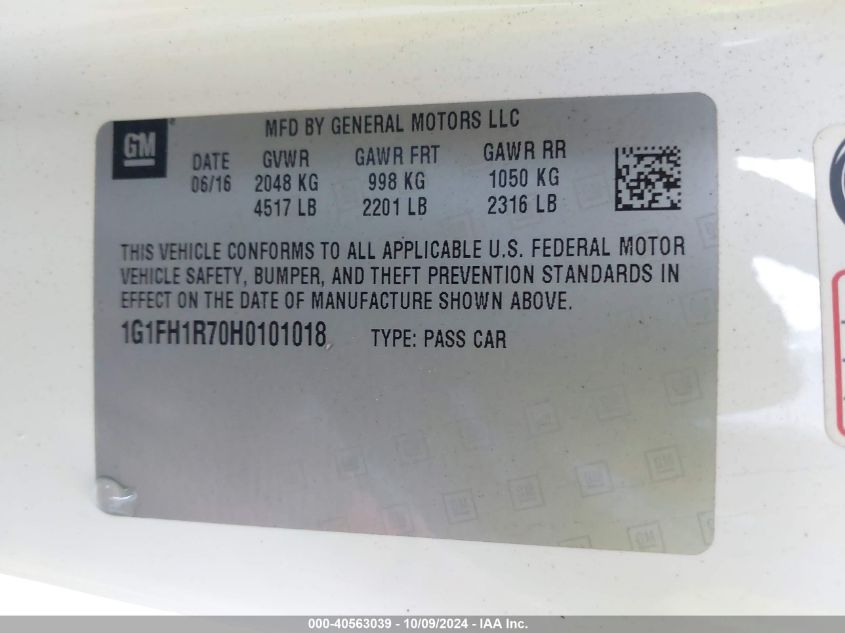 GM
MFD BY GENERAL MOTORS LLC
DATE GVWR GAWR FRT GAWR RR
06/16 2048 KG 998 KG 1050 KG
4517 LB 2201 LB 2316 LB
THIS VEHICLE CONFORMS TO ALL APPLICABLE U.S. FEDERAL MOTOR
VEHICLE SAFETY, BUMPER, AND THEFT PREVENTION STANDARDS IN
EFFECT ON THE DATE OF MANUFACTURE SHOWN ABOVE.
1G1FH1R70H0101018 TYPE: PASS CAR
000-40563039 - 10/09/2024 - IAA Inc.